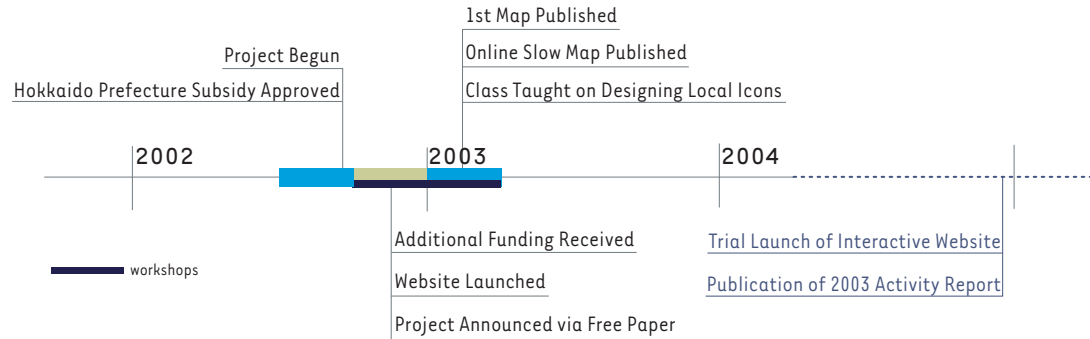 1st Map Published
Project Begun
Online Slow Map Published
Hokkaido Prefecture Subsidy Approved
Class Taught on Designing Local Icons
2002
2003
2004
Additional Funding Received
Trial Launch of Interactive Website
workshops
Website Launched
Publication of 2003 Activity Report
Project Announced via Free Paper